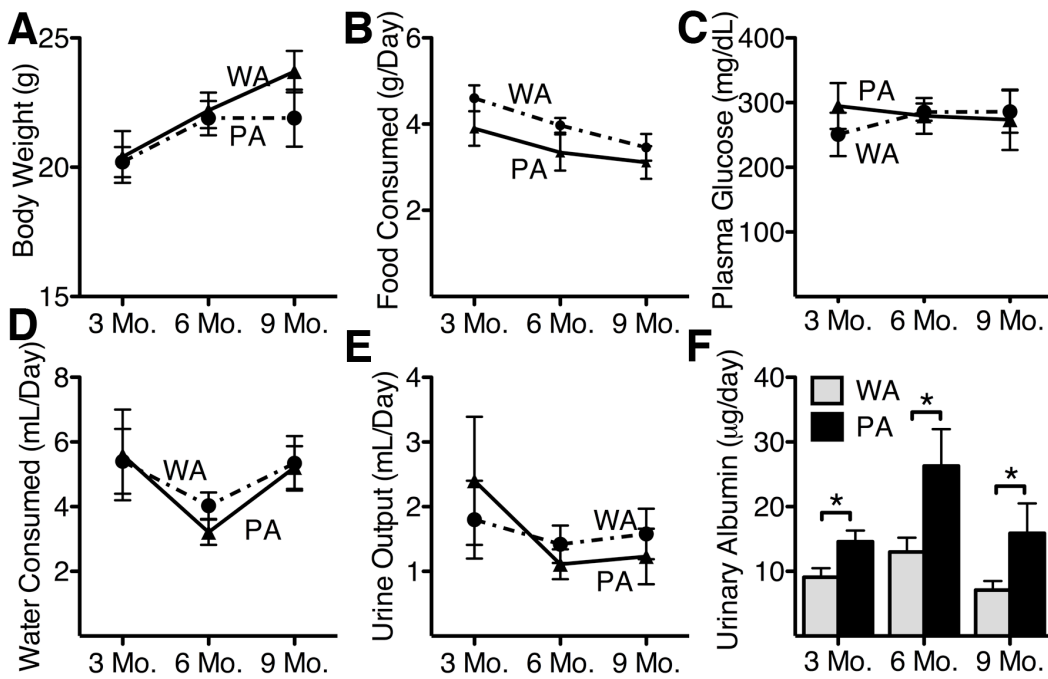 A
Body Weight (g)
25
20
15
WA
PA
3 Mo. 6 Mo. 9 Mo.
B
Food Consumed (g/Day)
6
4
2
WA
PA
3 Mo. 6 Mo. 9 Mo.
C
Plasma Glucose (mg/dL)
400
300
200
100
PA
WA
3 Mo. 6 Mo. 9 Mo.
D
Water Consumed (mL/Day)
8
6
4
2
WA
PA
3 Mo. 6 Mo. 9 Mo.
E
Urine Output (mL/Day)
4
3
2
1
WA
PA
3 Mo. 6 Mo. 9 Mo.
F
Urinary Albumin (μg/day)
40
30
20
10
WA
PA
*
*
*
3 Mo. 6 Mo. 9 Mo.